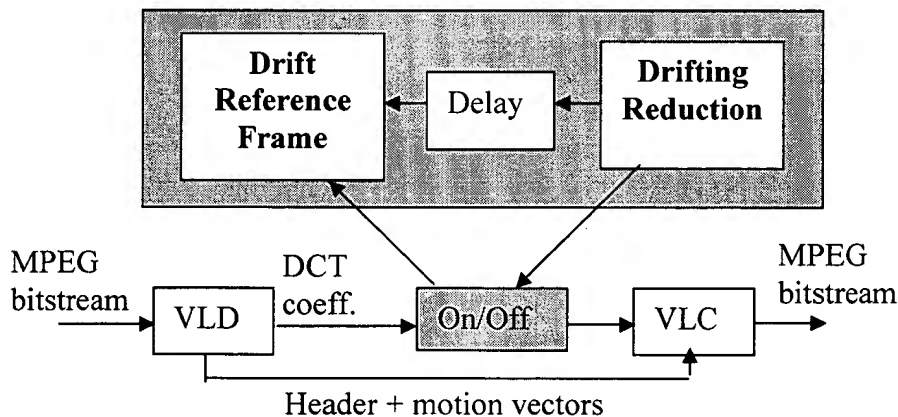 Drift
Reference
Frame
Delay
Drifting
Reduction
MPEG
bitstream
VLD
DCT
coeff.
On/Off
VLC
MPEG
bitstream
Header + motion vectors